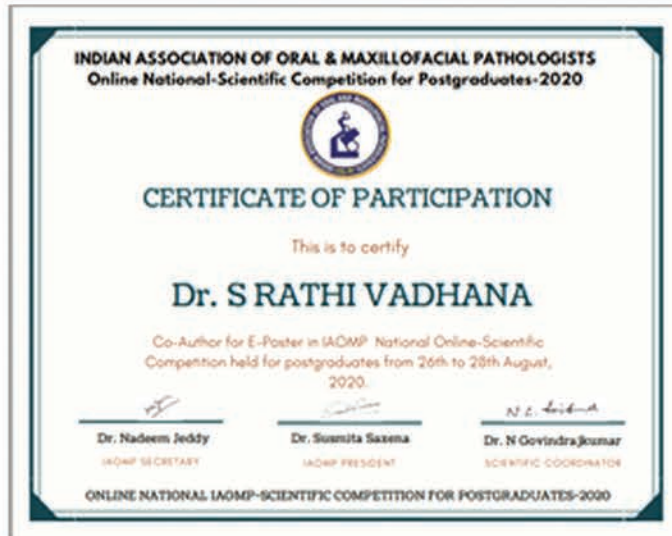 INDIAN ASSOCIATION OF ORAL & MAXILLOFACIAL PATHOLOGISTS
Online National-Scientific Competition for Postgraduates-2020
CERTIFICATE OF PARTICIPATION
This is to certify
Dr. S RATHI VADHANA
Co-Author for E-Poster in IAOMP National Online-Scientific
Competition held for postgraduates from 26th to 28th August,
2020.
Dr. Nadeem Jeddy
Dr. Susmita Saxena
Dr. N Govindrajkumar
IAOMP SECRETARY
IAOMP PRESIDENT
SCIENTIFIC COORDINATOR
ONLINE NATIONAL IAOMP-SCIENTIFIC COMPETITION FOR POSTGRADUATES-2020